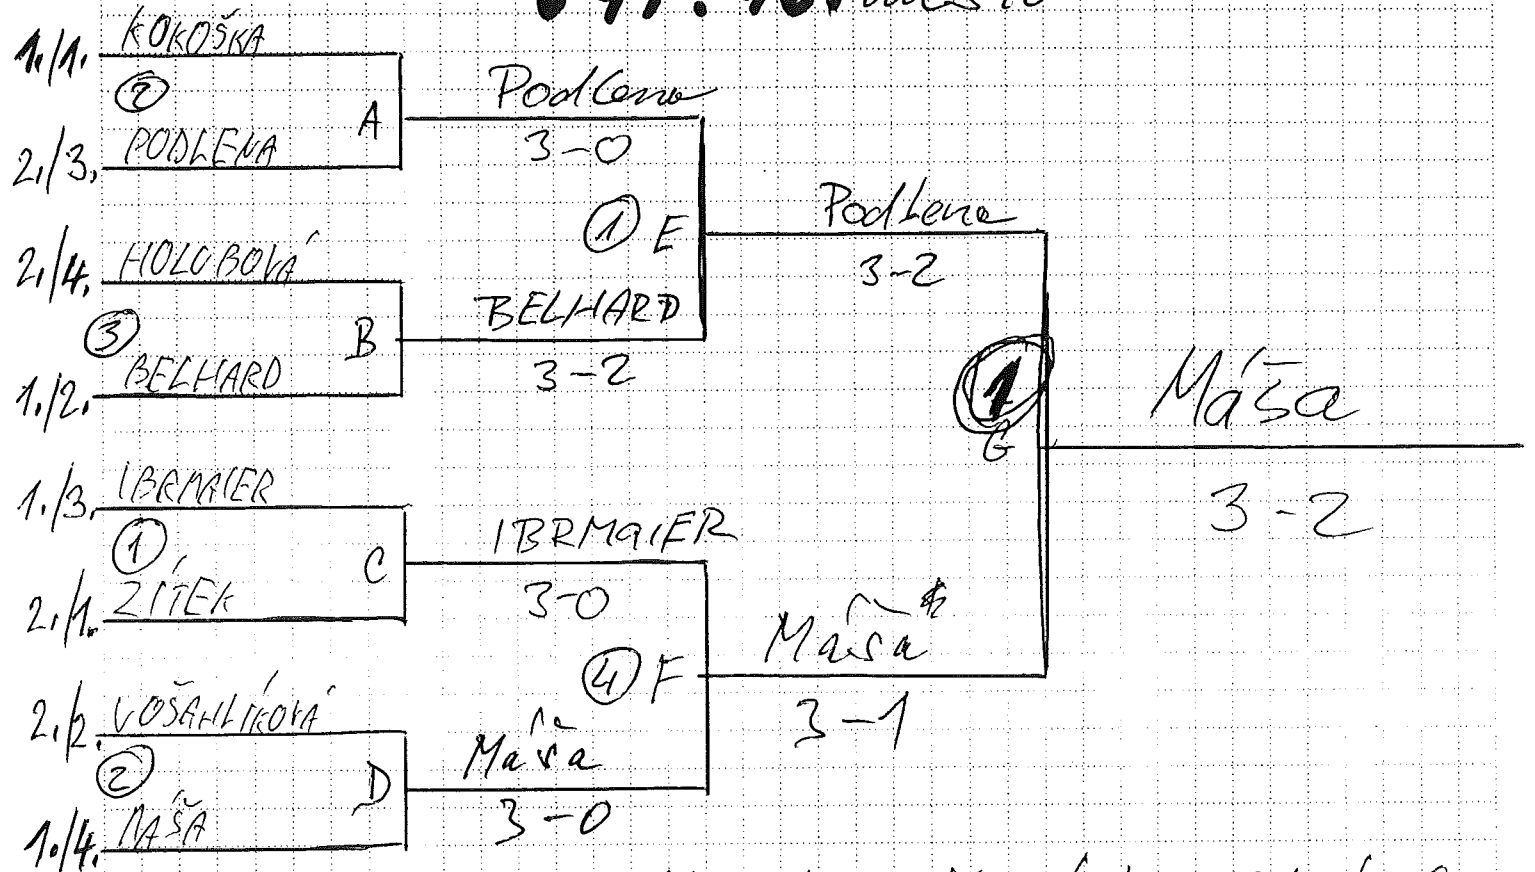 1./1. KOKOŠKA
② A
2./3. PODLENA
Podlena
3-0
2./4. HOLUBOVÁ
③ B
1./2. BELHARD
BELHARD
3-2
① E
Podlena
3-2
1./3. IBRMAIER
① C
2./1. ZÍTEK
IBRMAIER
3-0
2./2. VOŠAHLÍKOVÁ
② D
1./4. MÁŠA
Máša
3-0
④ F
Máša
3-1
1 G
Máša
3-2